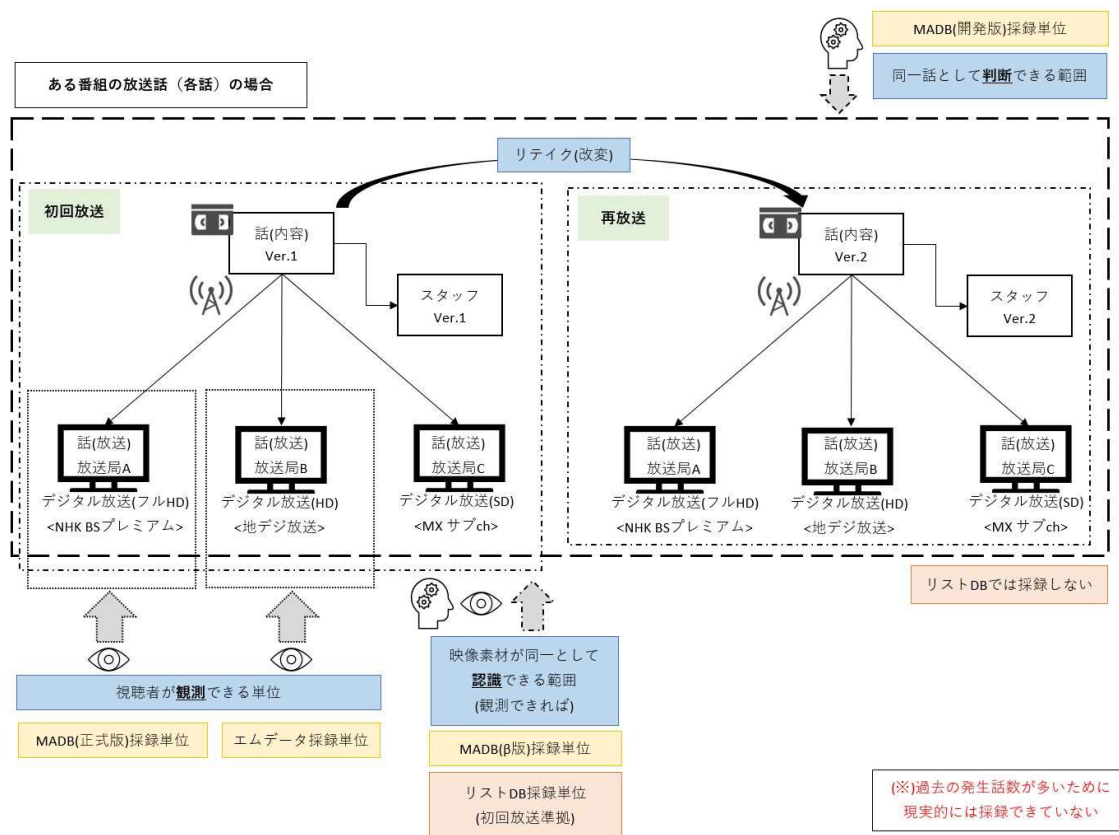 MADB(開発版)採録単位
同一話として判断できる範囲
ある番組の放送話（各話）の場合
リテイク(改変)
初回放送
話(内容)
Ver.1
スタッフ
Ver.1
再放送
話(内容)
Ver.2
スタッフ
Ver.2
話(放送)
放送局A
デジタル放送(フルHD)
<NHK BSプレミアム>
話(放送)
放送局B
デジタル放送(HD)
<地デジ放送>
話(放送)
放送局C
デジタル放送(SD)
<MX サブch>
話(放送)
放送局A
デジタル放送(フルHD)
<NHK BSプレミアム>
話(放送)
放送局B
デジタル放送(HD)
<地デジ放送>
話(放送)
放送局C
デジタル放送(SD)
<MX サブch>
リストDBでは採録しない
視聴者が観測できる単位
MADB(正式版)採録単位
エムデータ採録単位
映像素材が同一として
認識できる範囲
(観測できれば)
MADB(β版)採録単位
リストDB採録単位
(初回放送準拠)
(※)過去の発生話数が多いために
現実的には採録できていない